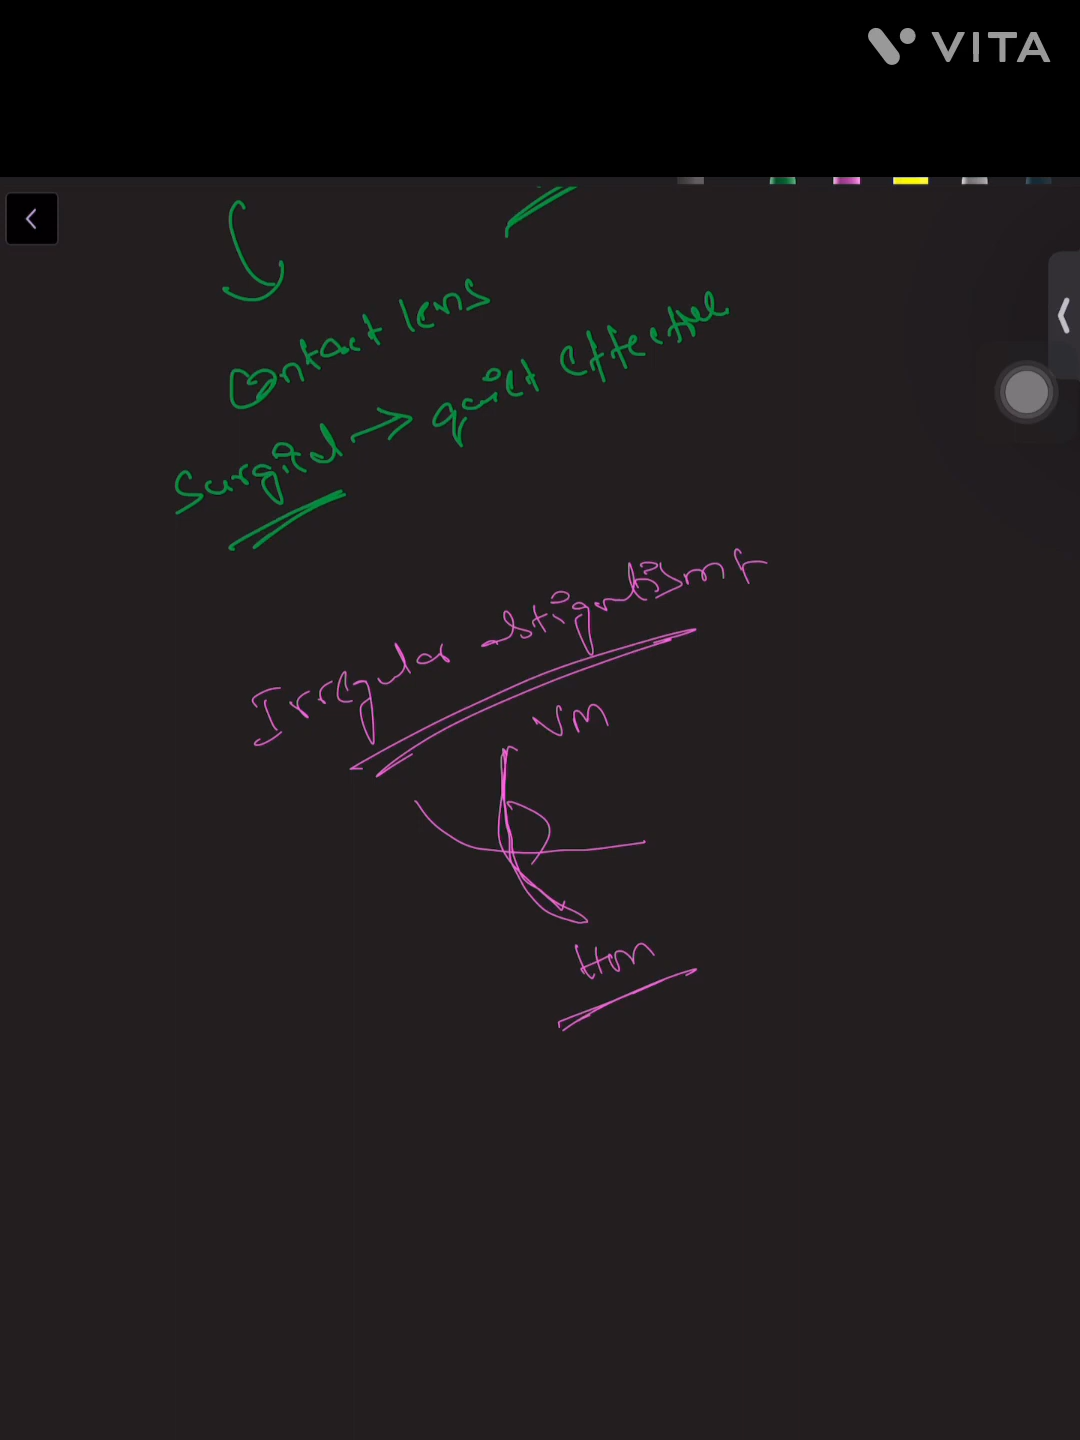 VITA
Contact lens
Surgical → quiet effective
Irregular astigmatism
VM
HM